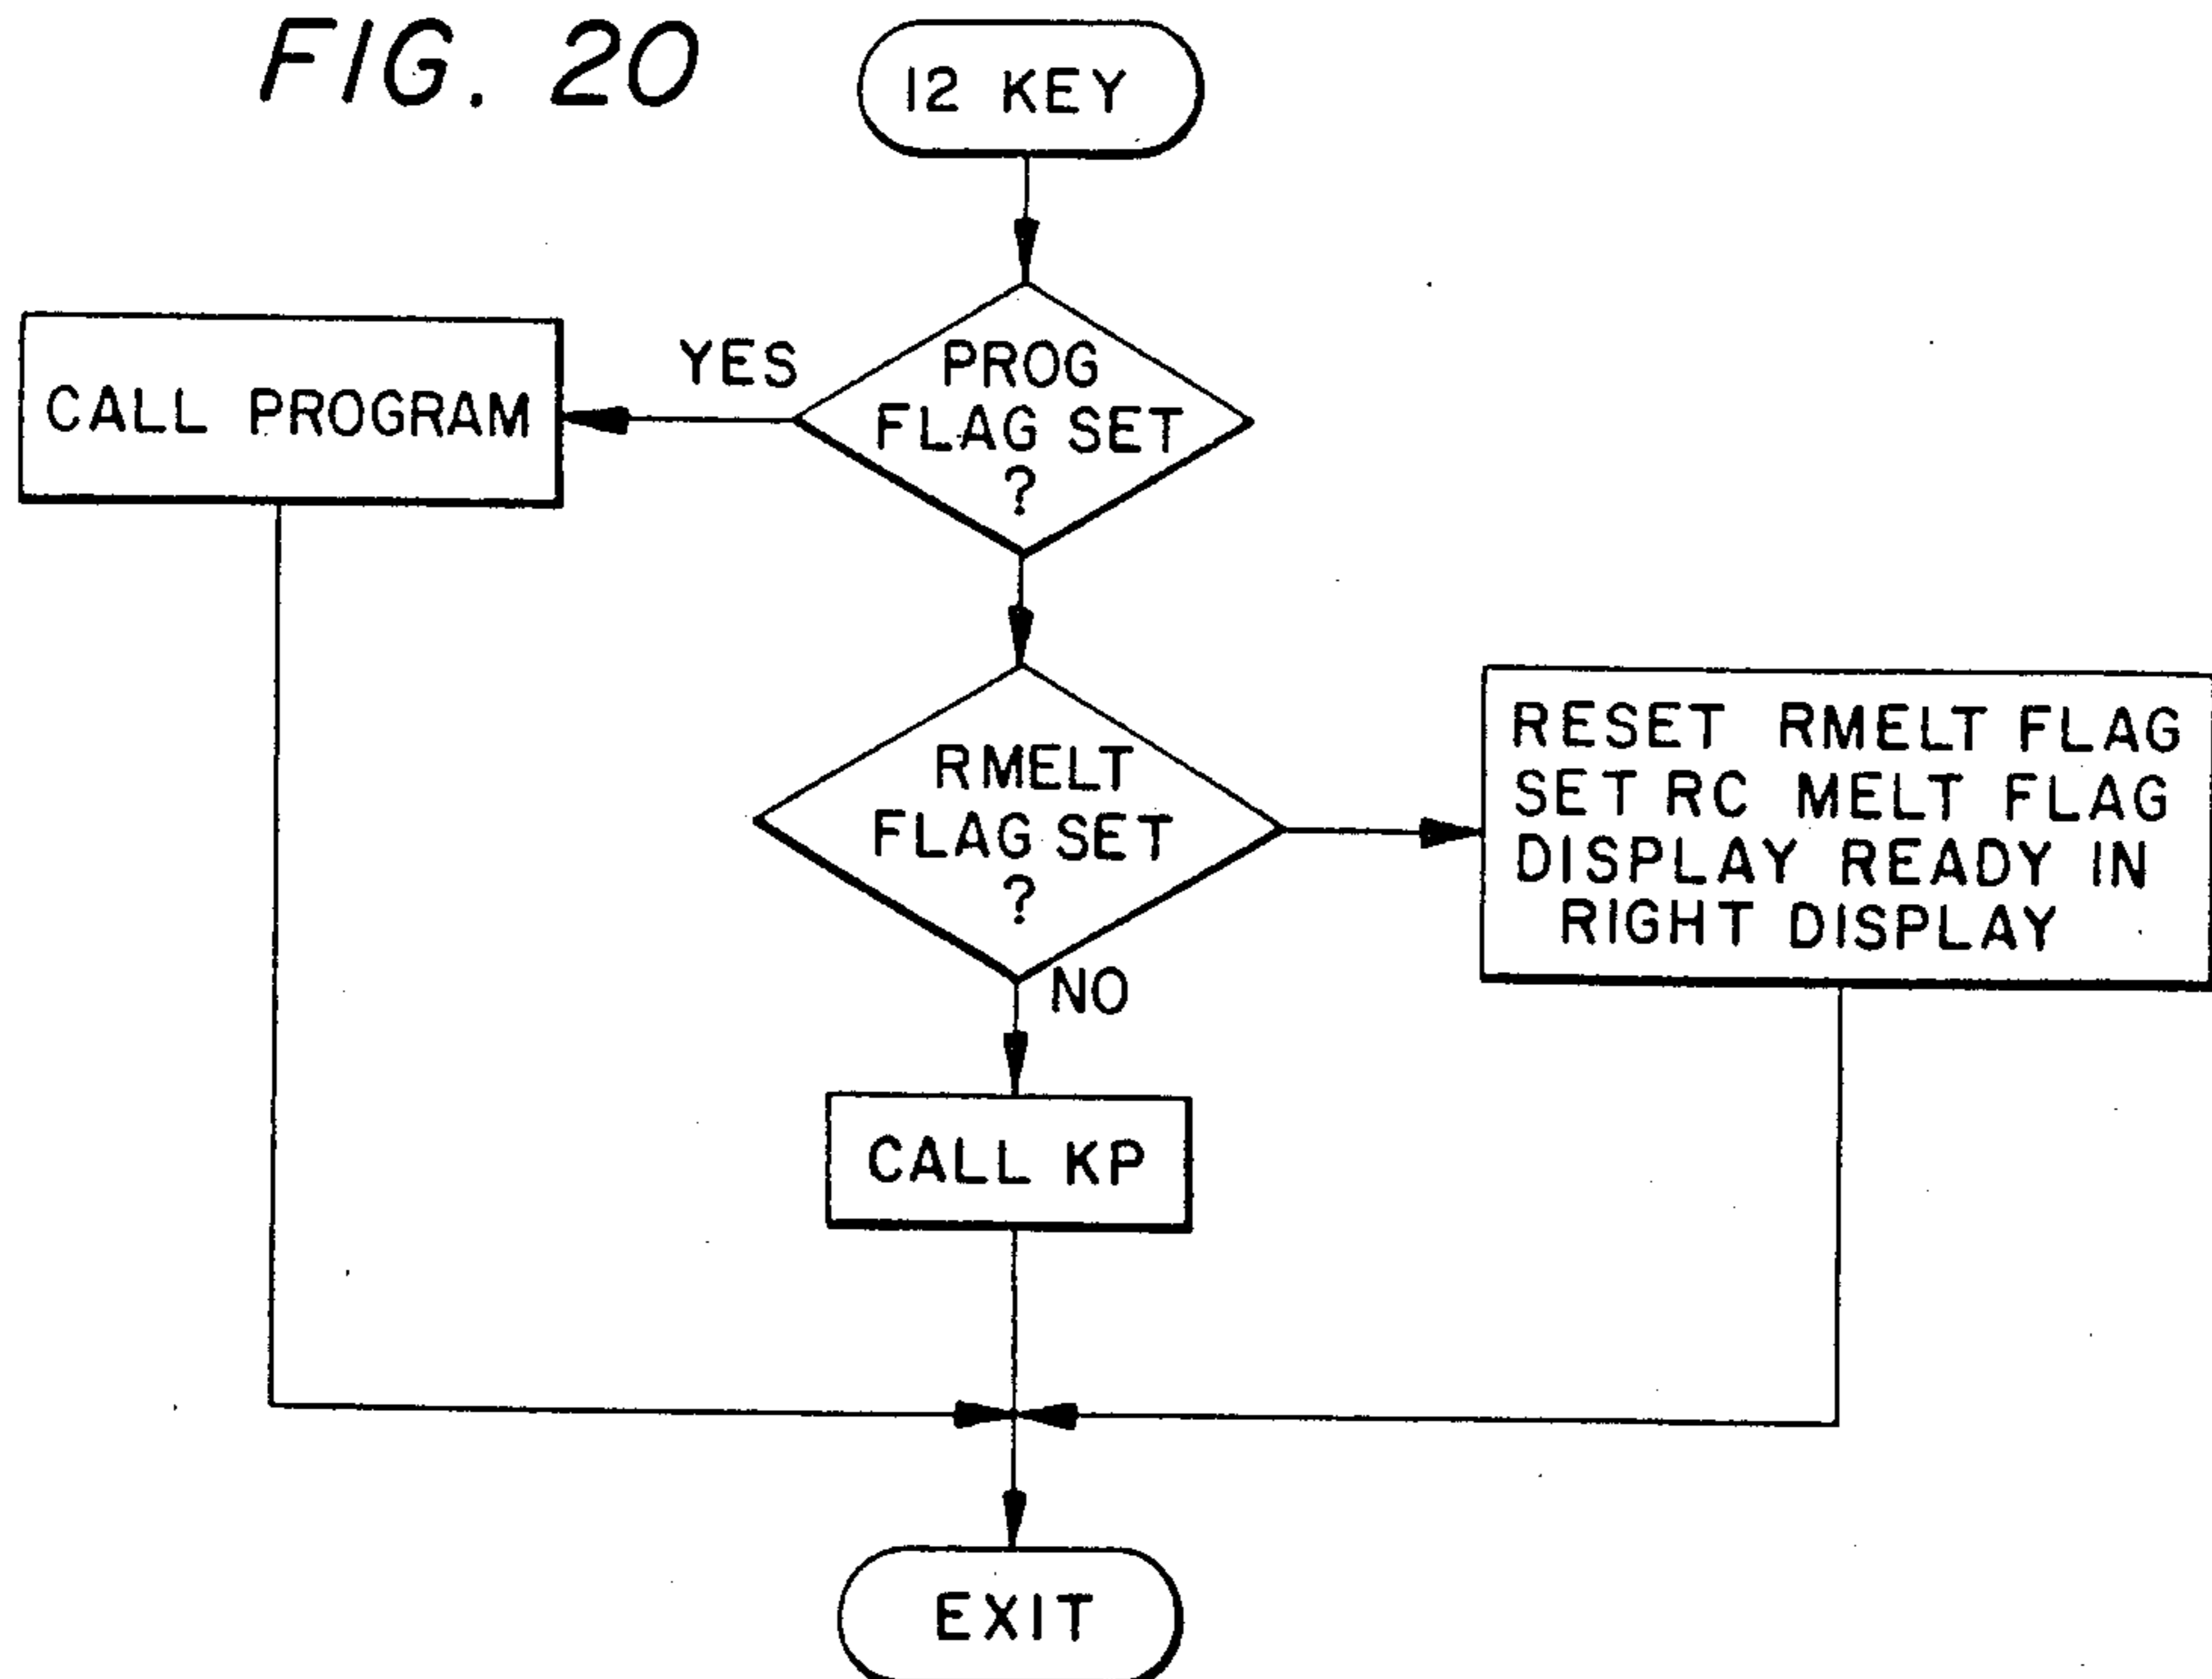 FIG. 20
12 KEY
YES
PROG
FLAG SET
?
CALL PROGRAM
RMELT
FLAG SET
?
RESET RMELT FLAG
SET RC MELT FLAG
DISPLAY READY IN
RIGHT DISPLAY
NO
CALL KP
EXIT